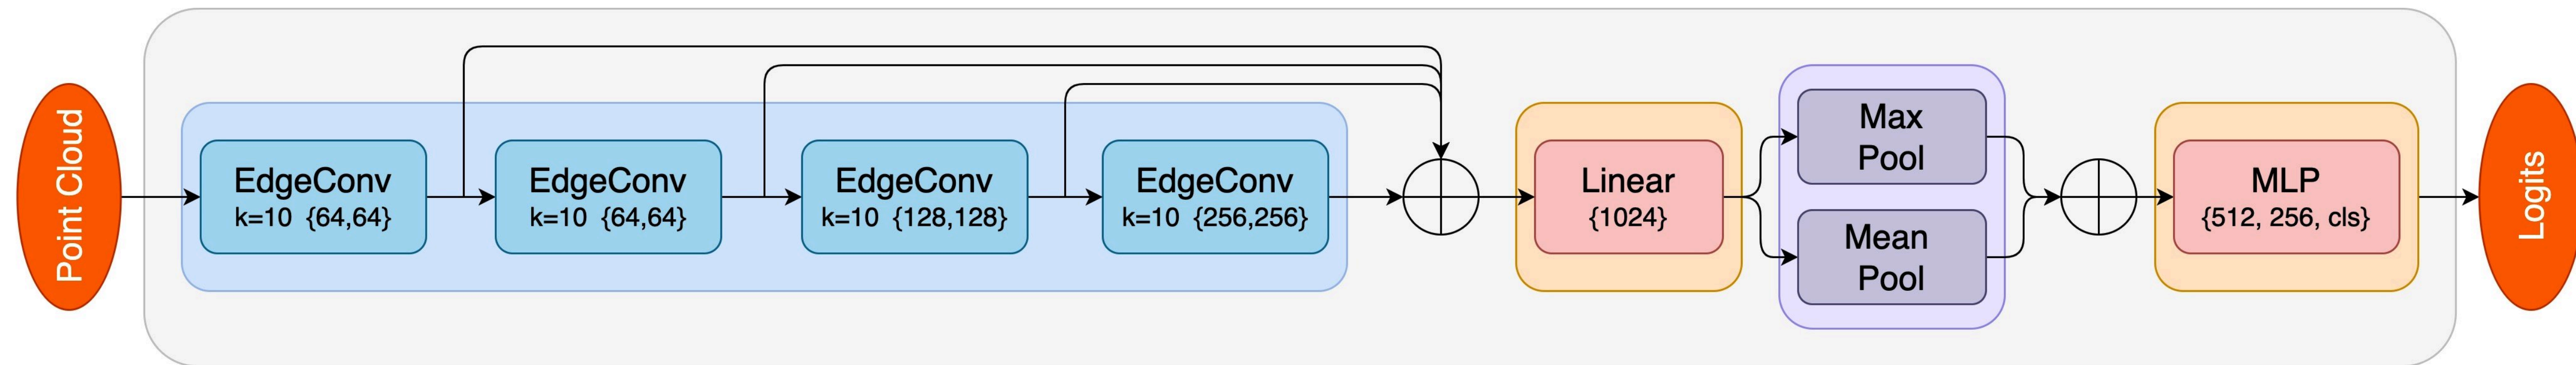 Point Cloud
EdgeConv
k=10 {64,64}
EdgeConv
k=10 {64,64}
EdgeConv
k=10 {128,128}
EdgeConv
k=10 {256,256}
Linear
{1024}
Max
Pool
Mean
Pool
MLP
{512, 256, cls}
Logits